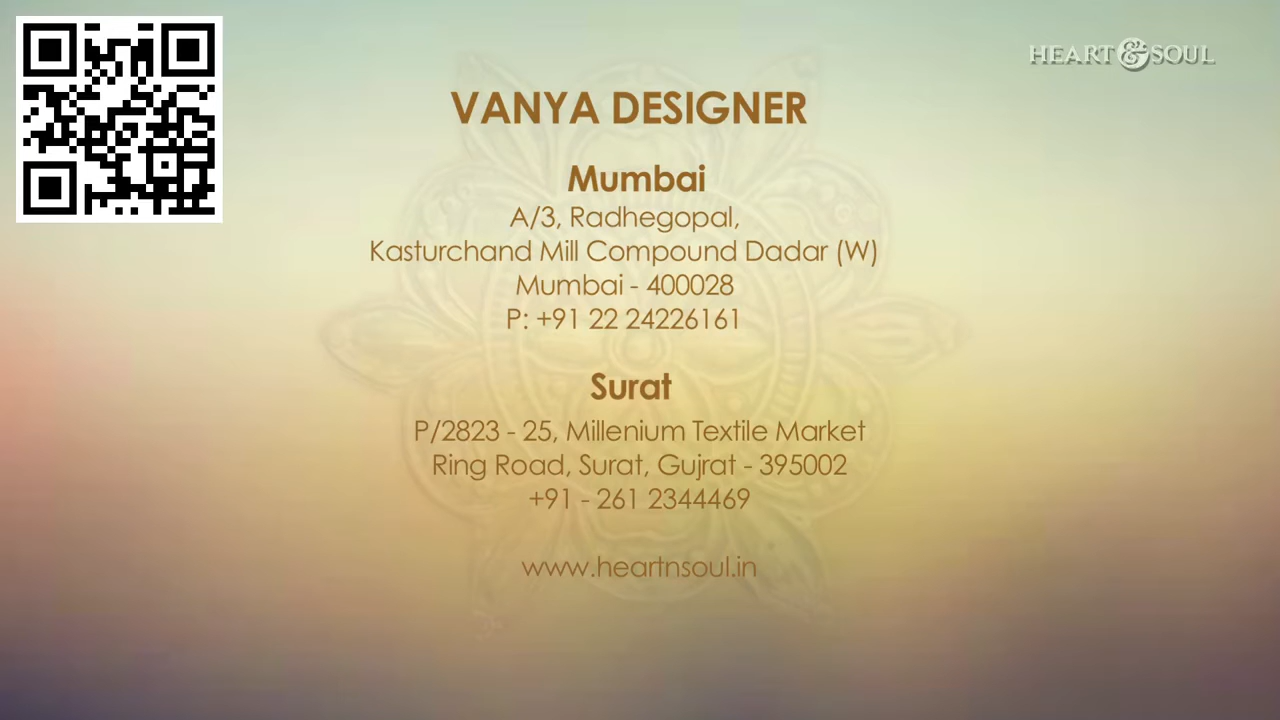 HEART & SOUL
VANYA DESIGNER
Mumbai
A/3, Radhegopal,
Kasturchand Mill Compound Dadar (W)
Mumbai - 400028
P: +91 22 24226161
Surat
P/2823 - 25, Millenium Textile Market
Ring Road, Surat, Gujrat - 395002
+91 - 261 2344469
www.heartnsoul.in